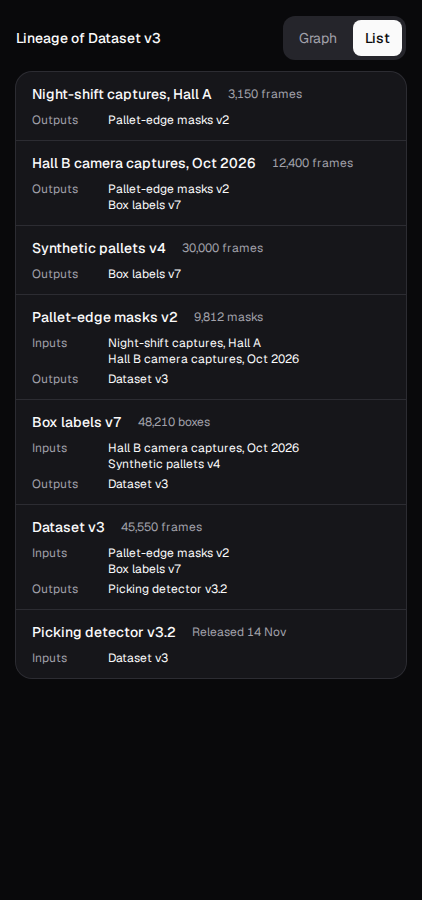 Lineage of Dataset v3
Graph
List
Night-shift captures, Hall A 3,150 frames
Outputs Pallet-edge masks v2
Hall B camera captures, Oct 2026 12,400 frames
Outputs Pallet-edge masks v2
Box labels v7
Synthetic pallets v4 30,000 frames
Outputs Box labels v7
Pallet-edge masks v2 9,812 masks
Inputs Night-shift captures, Hall A
Hall B camera captures, Oct 2026
Outputs Dataset v3
Box labels v7 48,210 boxes
Inputs Hall B camera captures, Oct 2026
Synthetic pallets v4
Outputs Dataset v3
Dataset v3 45,550 frames
Inputs Pallet-edge masks v2
Box labels v7
Outputs Picking detector v3.2
Picking detector v3.2 Released 14 Nov
Inputs Dataset v3